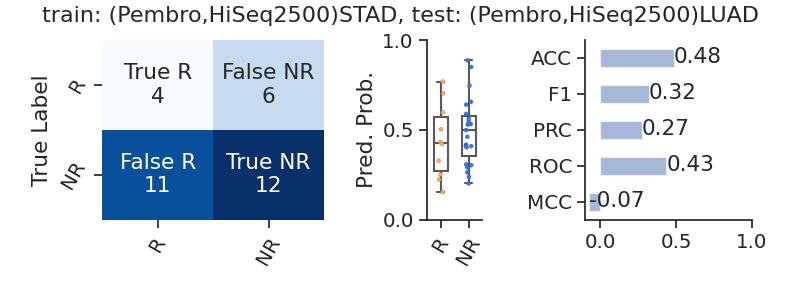 train: (Pembro,HiSeq2500)STAD, test: (Pembro,HiSeq2500)LUAD
True Label
R
NR
True R
4
False NR
6
False R
11
True NR
12
R
NR
Pred. Prob.
1.0
0.5
0.0
R
NR
ACC
0.48
F1
0.32
PRC
0.27
ROC
0.43
MCC
-0.07
0.0
0.5
1.0